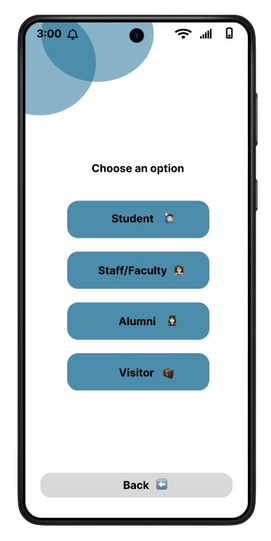 3:00
Choose an option
Student
Staff/Faculty
Alumni
Visitor
Back